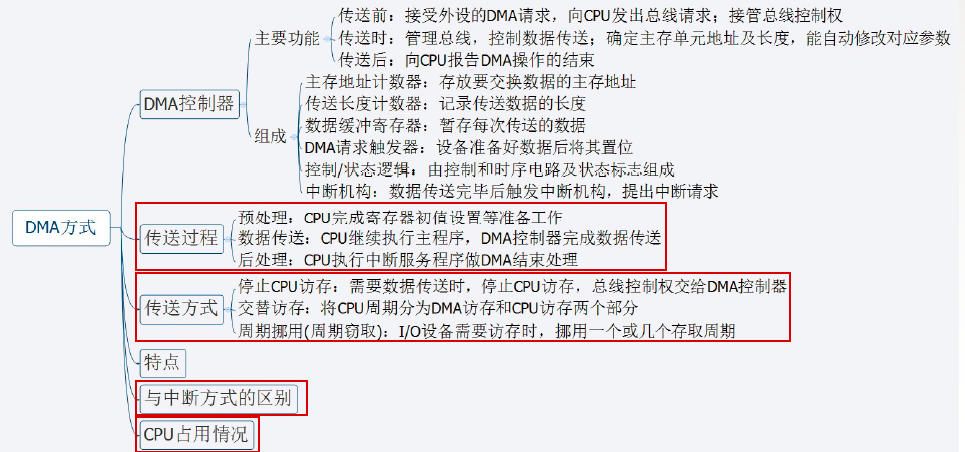 DMA方式
DMA控制器
主要功能
传送前：接受外设的DMA请求，向CPU发出总线请求；接管总线控制权
传送时：管理总线，控制数据传送；确定主存单元地址及长度，能自动修改对应参数
传送后：向CPU报告DMA操作的结束
组成
主存地址计数器：存放要交换数据的主存地址
传送长度计数器：记录传送数据的长度
数据缓冲寄存器：暂存每次传送的数据
DMA请求触发器：设备准备好数据后将其置位
控制/状态逻辑：由控制和时序电路及状态标志组成
中断机构：数据传送完毕后触发中断机构，提出中断请求
传送过程
预处理：CPU完成寄存器初值设置等准备工作
数据传送：CPU继续执行主程序，DMA控制器完成数据传送
后处理：CPU执行中断服务程序做DMA结束处理
传送方式
停止CPU访存：需要数据传送时，停止CPU访存，总线控制权交给DMA控制器
交替访存：将CPU周期分为DMA访存和CPU访存两个部分
周期挪用(周期窃取)：I/O设备需要访存时，挪用一个或几个存取周期
特点
与中断方式的区别
CPU占用情况